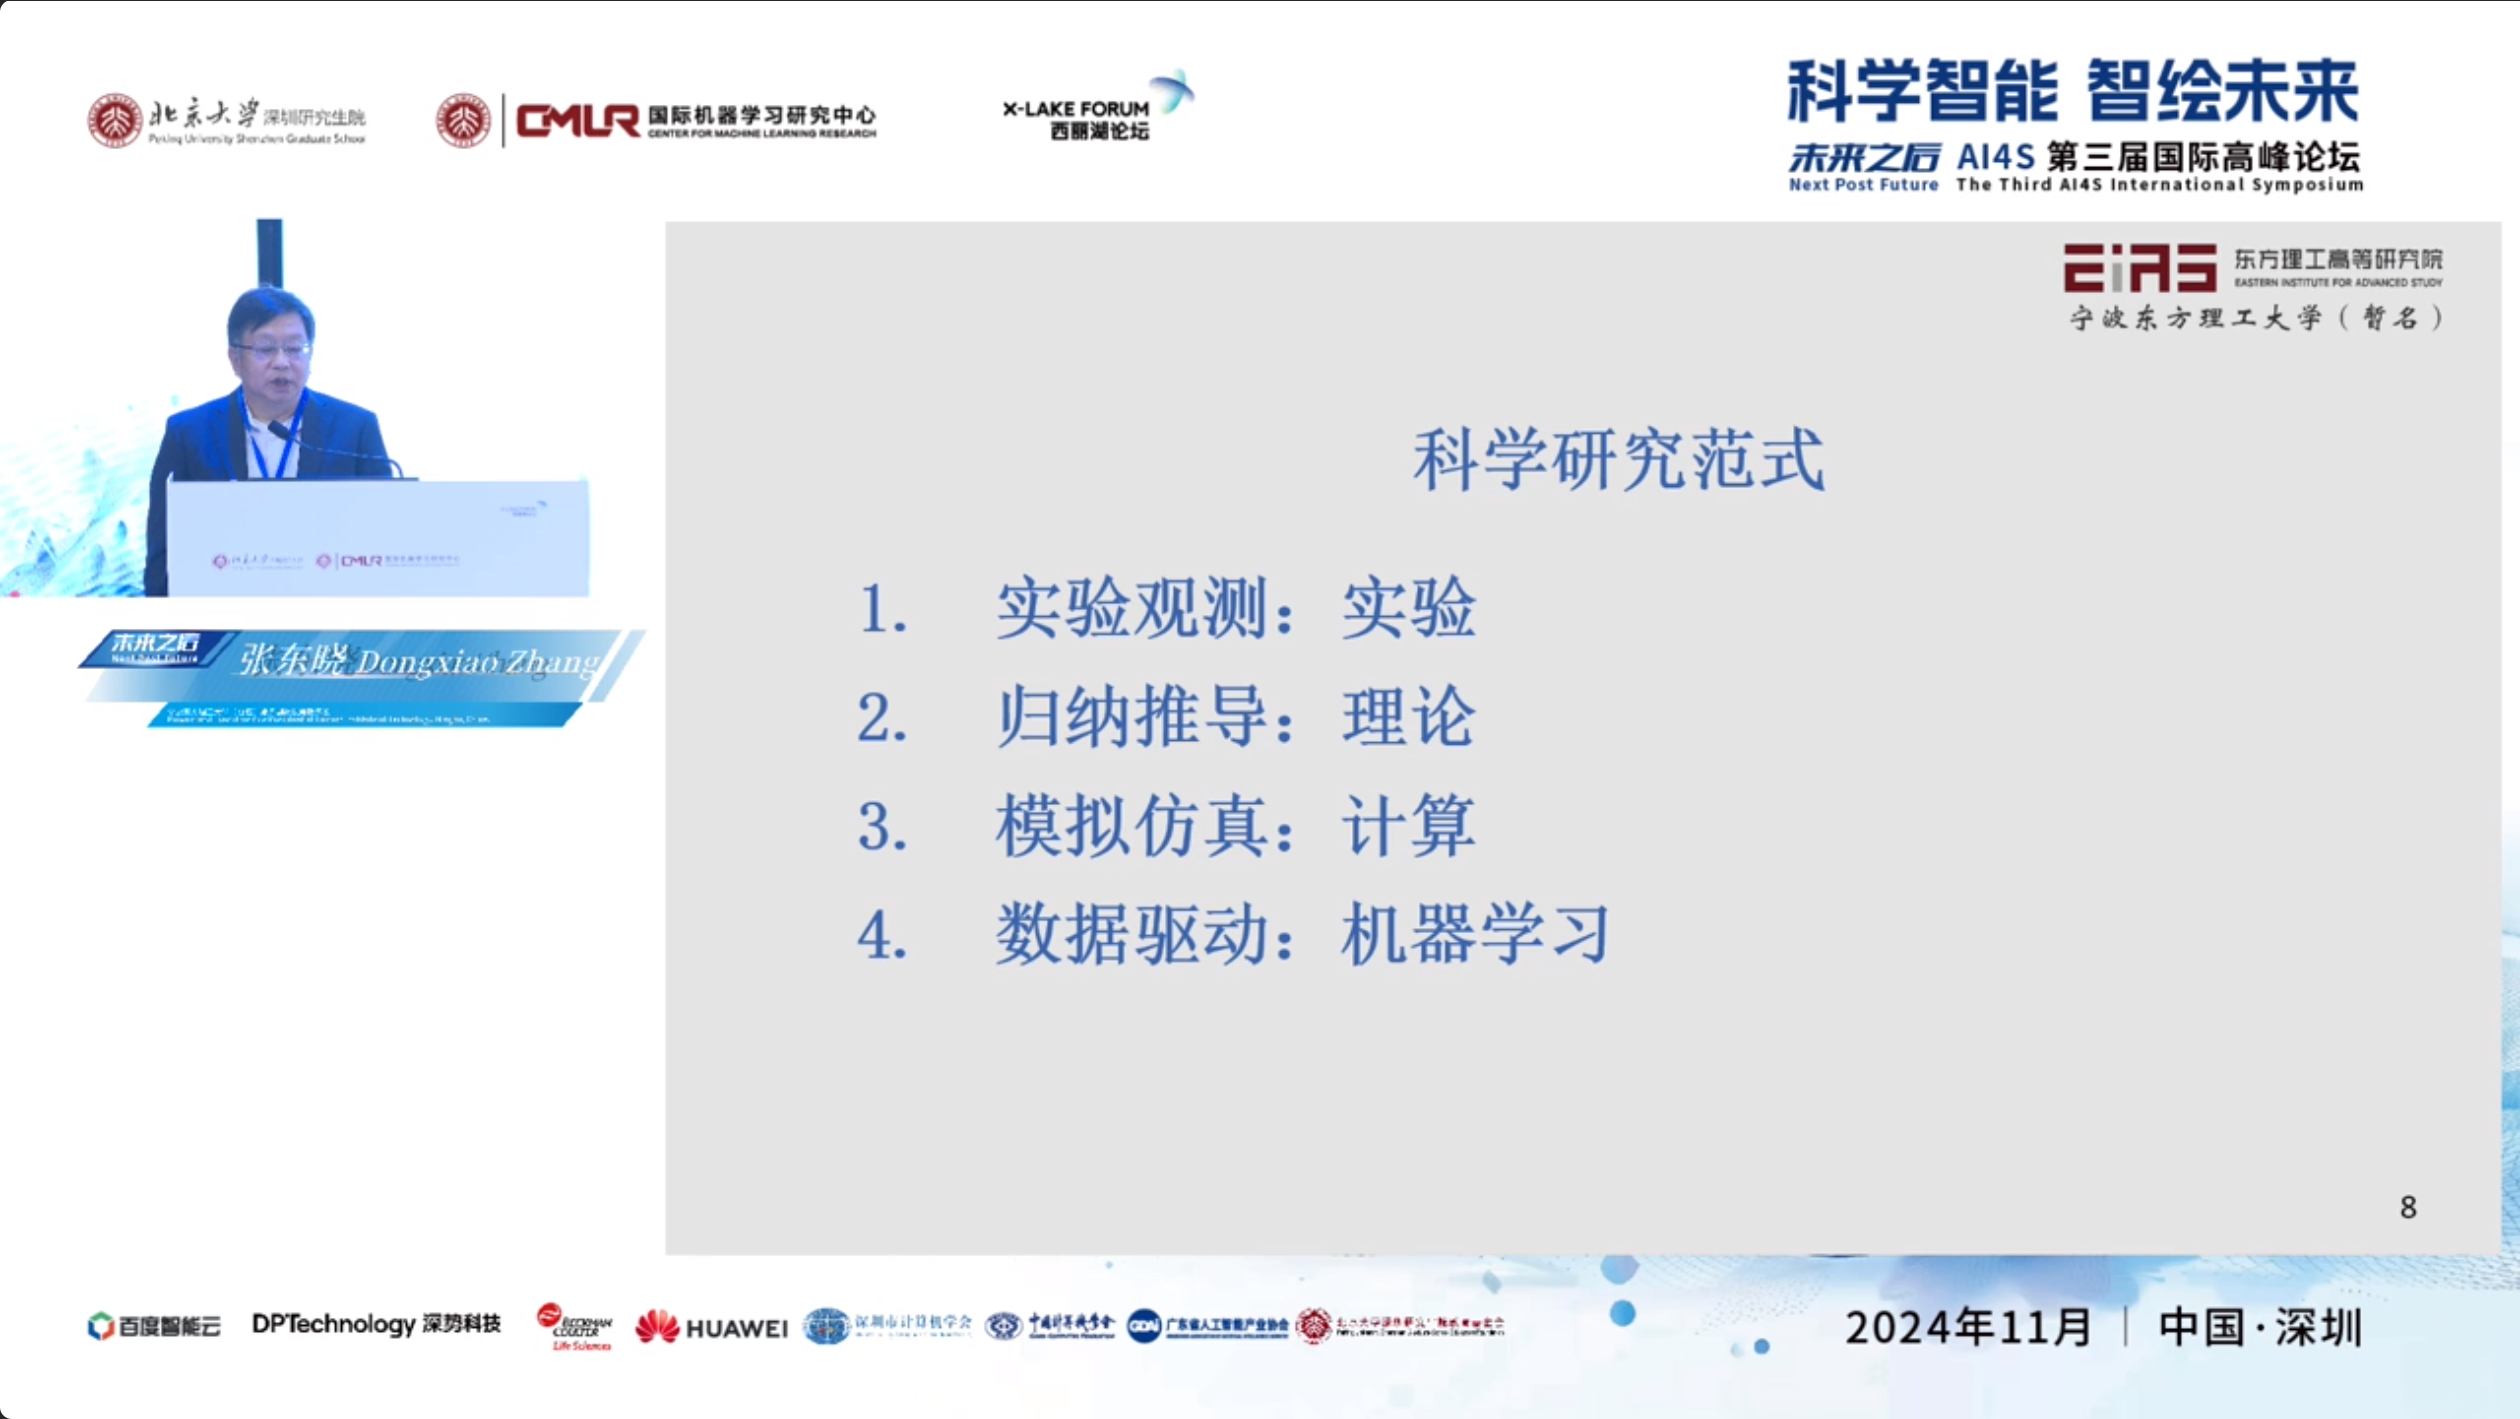 北京大学 深圳研究生院
Peking University Shenzhen Graduate School
CMLR 国际机器学习研究中心
CENTER FOR MACHINE LEARNING RESEARCH
X-LAKE FORUM
西丽湖论坛
科学智能 智绘未来
未来之后 AI4S 第三届国际高峰论坛
Next Post Future The Third AI4S International Symposium
EIAS 东方理工高等研究院
EASTERN INSTITUTE FOR ADVANCED STUDY
宁波东方理工大学（暂名）
科学研究范式
1. 实验观测：实验
2. 归纳推导：理论
3. 模拟仿真：计算
4. 数据驱动：机器学习
8
CMLR
未来之后
Next Post Future
张东晓 Dongxiao Zhang
百度智能云
DPTechnology 深势科技
BECKMAN
COULTER
Life Sciences
HUAWEI
深圳市计算机学会
广东省人工智能产业协会
2024年11月 | 中国·深圳